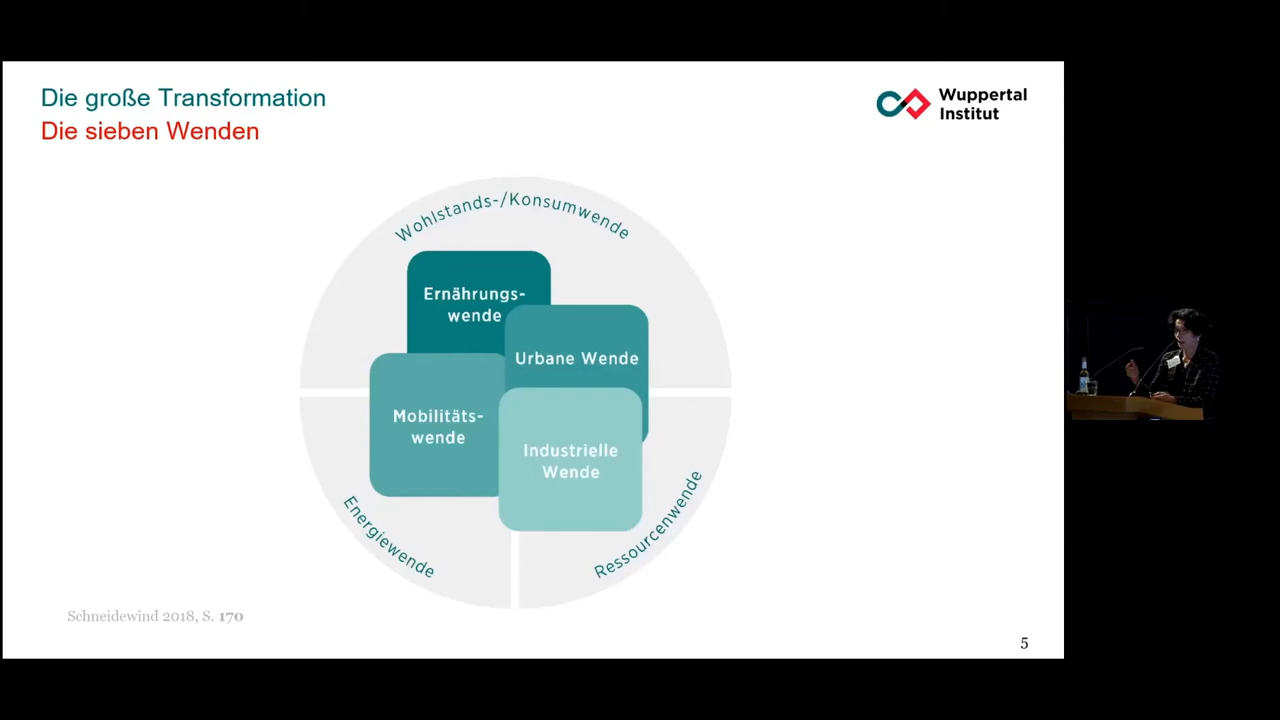 Die große Transformation
Die sieben Wenden
Wuppertal
Institut
Wohlstands-/Konsumwende
Ernährungs-
wende
Urbane Wende
Mobilitäts-
wende
Industrielle
Wende
Energiewende
Ressourcenwende
Schneidewind 2018, S. 170
5